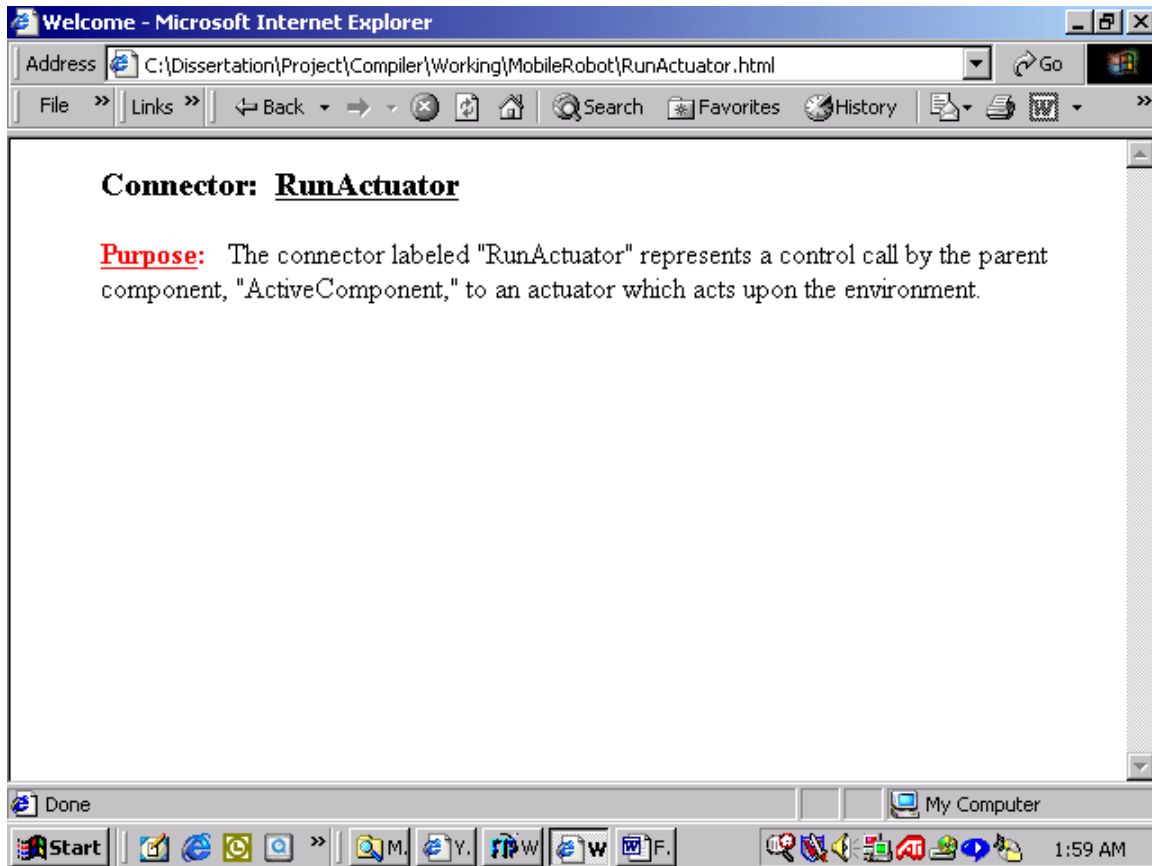 Welcome - Microsoft Internet Explorer
Address C:\Dissertation\Project\Compiler\Working\MobileRobot\RunActuator.html Go
File » Links » Back Search Favorites History »
Connector: RunActuator
Purpose: The connector labeled "RunActuator" represents a control call by the parent
component, "ActiveComponent," to an actuator which acts upon the environment.
Done My Computer
Start » M. Y. W W F. 1:59 AM